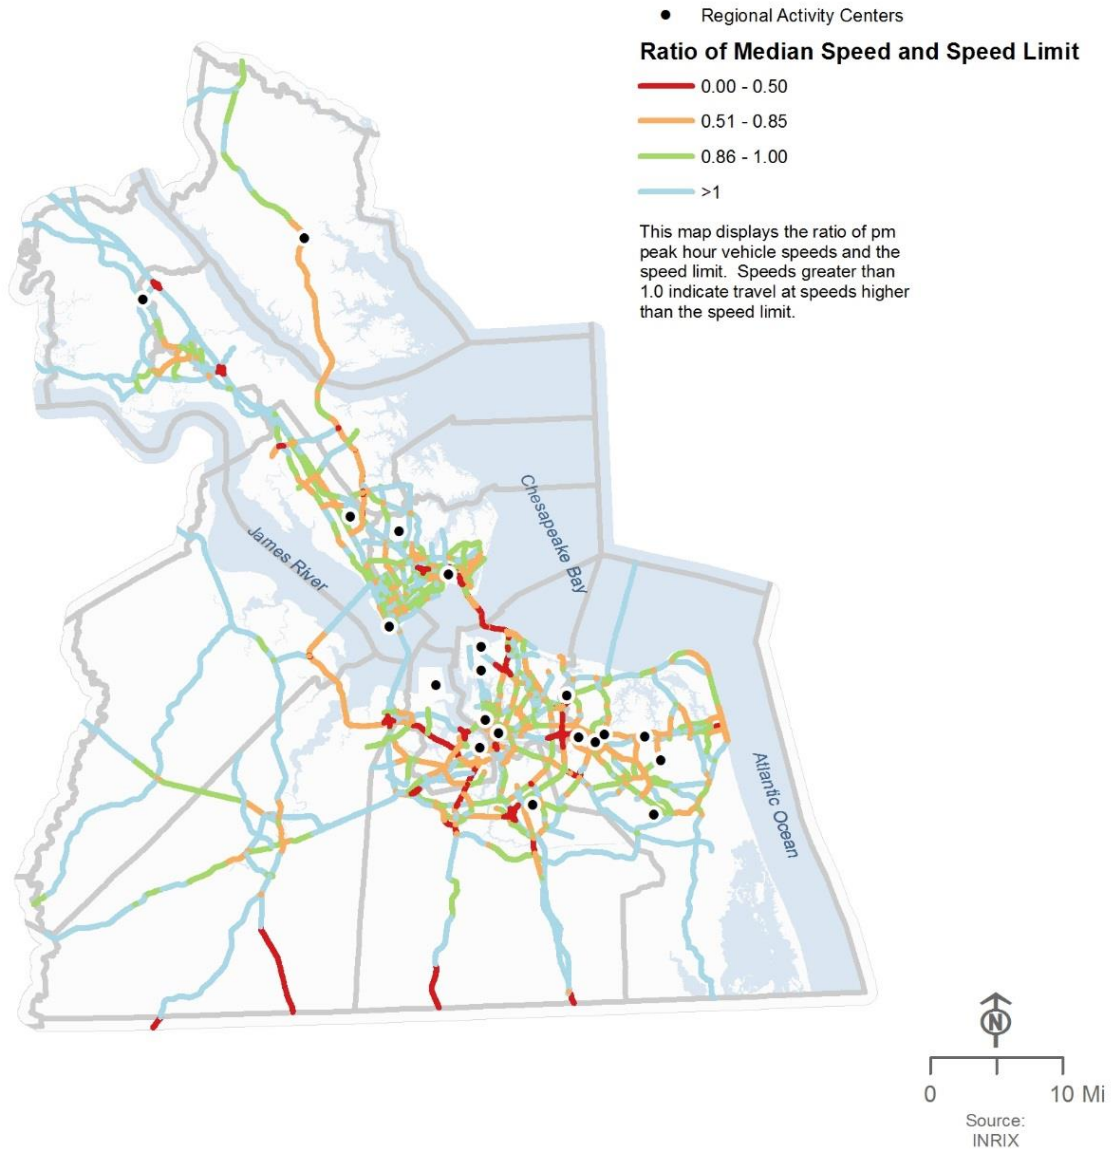 Regional Activity Centers
Ratio of Median Speed and Speed Limit
0.00 - 0.50
0.51 - 0.85
0.86 - 1.00
>1
This map displays the ratio of pm
peak hour vehicle speeds and the
speed limit. Speeds greater than
1.0 indicate travel at speeds higher
than the speed limit.
Chesapeake Bay
James River
Atlantic Ocean
N
0 10 Mi
Source:
INRIX